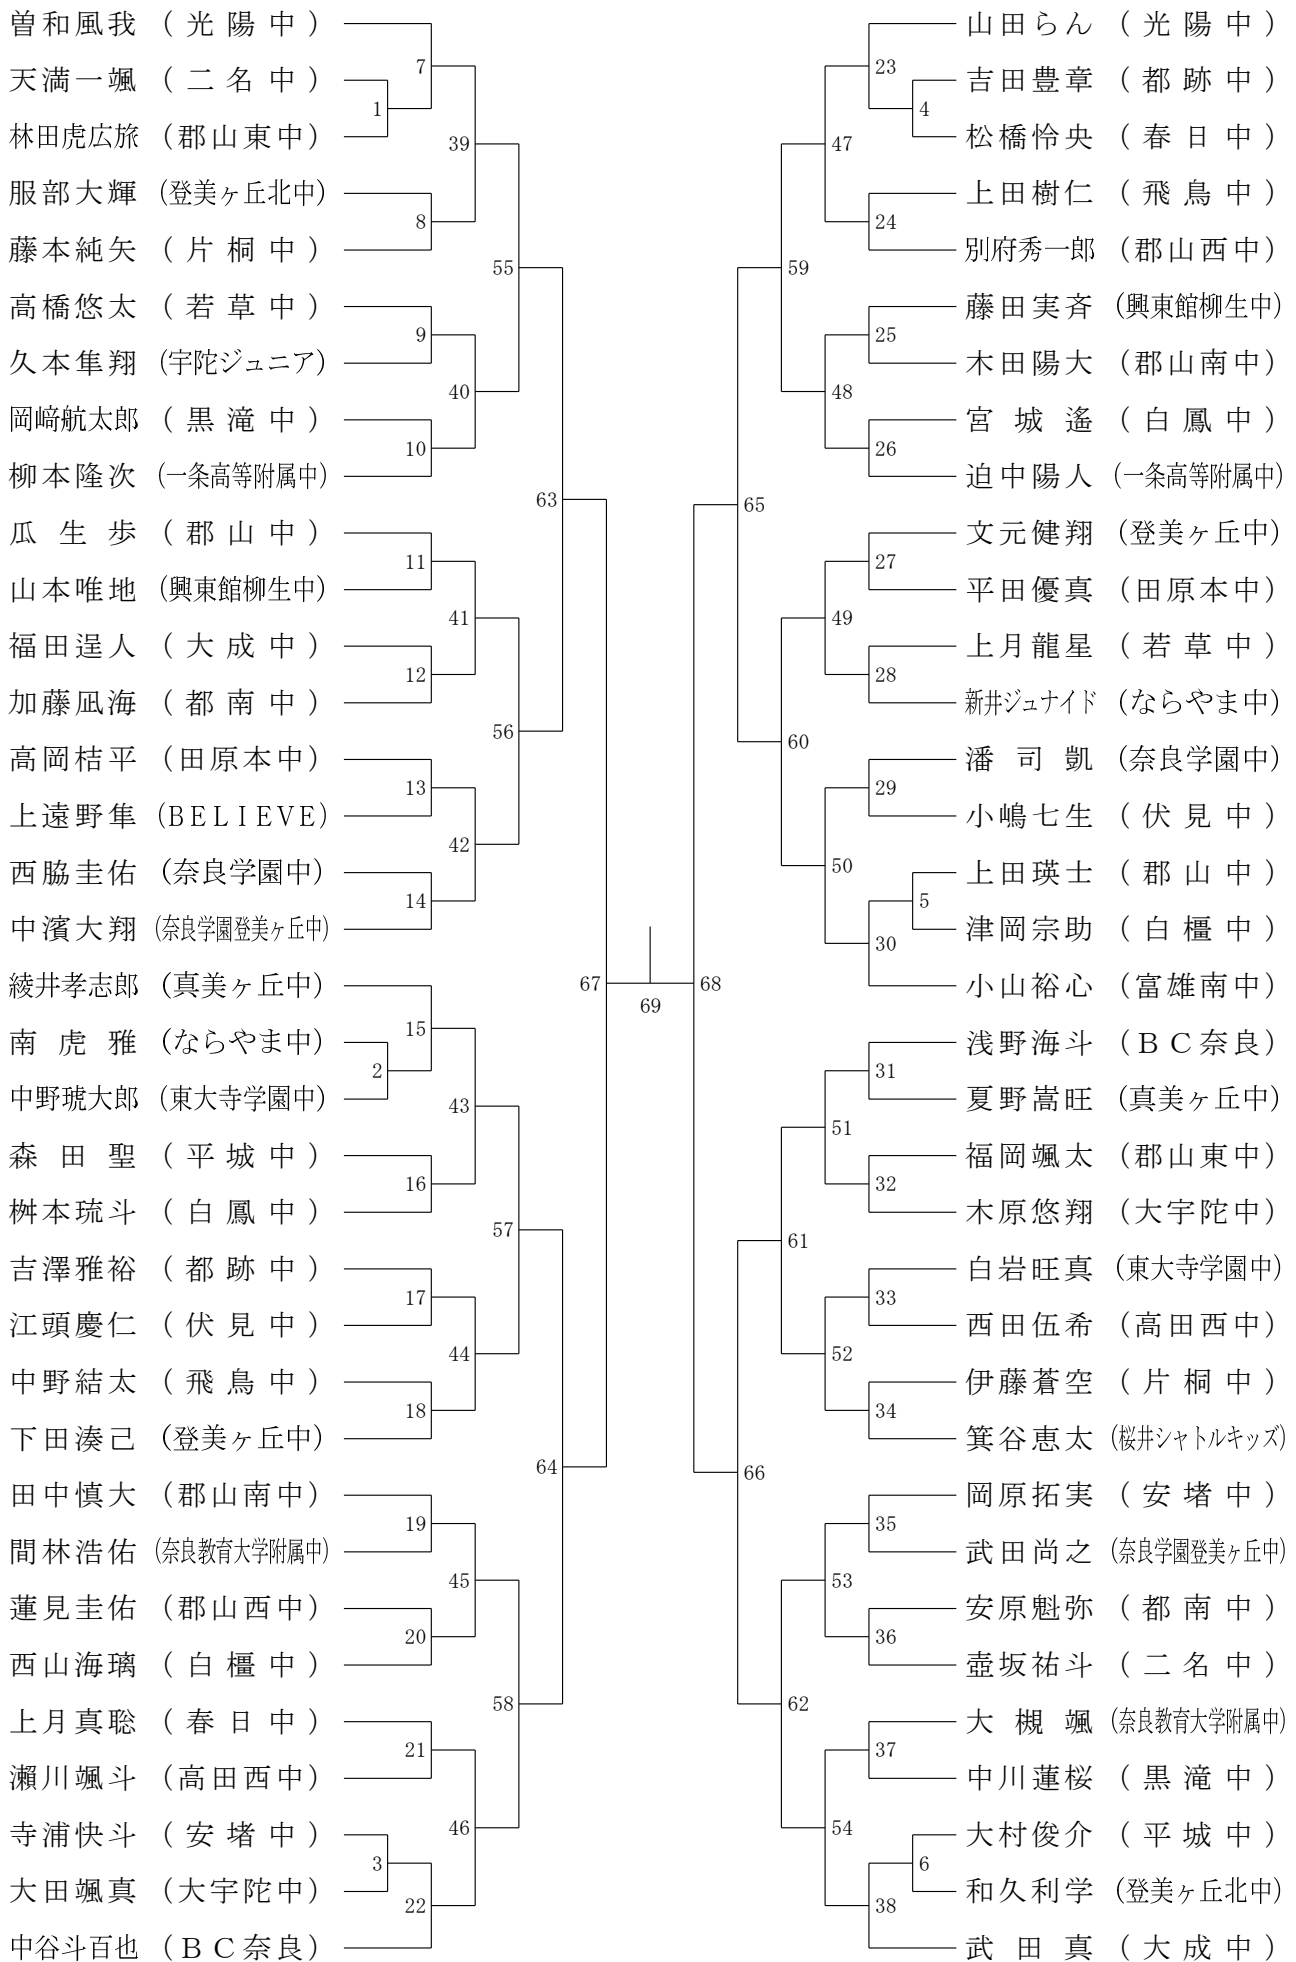 曽和風我 (光陽中)
天満一颯 (二名中)
林田虎広旅 (郡山東中)
服部大輝 (登美ヶ丘北中)
藤本純矢 (片桐中)
高橋悠太 (若草中)
久本隼翔 (宇陀ジュニア)
岡﨑航太郎 (黒滝中)
柳本隆次 (一条高等附属中)
瓜生歩 (郡山中)
山本唯地 (興東館柳生中)
福田逞人 (大成中)
加藤凪海 (都南中)
高岡桔平 (田原本中)
上遠野隼 (BELIEVE)
西脇圭佑 (奈良学園中)
中濱大翔 (奈良学園登美ヶ丘中)
綾井孝志郎 (真美ヶ丘中)
南虎雅 (ならやま中)
中野琥大郎 (東大寺学園中)
森田聖 (平城中)
桝本琉斗 (白鳳中)
吉澤雅裕 (都跡中)
江頭慶仁 (伏見中)
中野結太 (飛鳥中)
下田湊己 (登美ヶ丘中)
田中慎大 (郡山南中)
間林浩佑 (奈良教育大学附属中)
蓮見圭佑 (郡山西中)
西山海璃 (白橿中)
上月真聡 (春日中)
瀨川颯斗 (高田西中)
寺浦快斗 (安堵中)
大田颯真 (大宇陀中)
中谷斗百也 (BC奈良)
1
2
3
7
8
9
10
11
12
13
14
15
16
17
18
19
20
21
22
39
40
41
42
43
44
45
46
55
56
57
58
63
64
67
69
68
65
66
59
60
61
62
47
48
49
50
51
52
53
54
23
24
25
26
27
28
29
30
31
32
33
34
35
36
37
38
4
5
6
山田らん (光陽中)
吉田豊章 (都跡中)
松橋怜央 (春日中)
上田樹仁 (飛鳥中)
別府秀一郎 (郡山西中)
藤田実斉 (興東館柳生中)
木田陽大 (郡山南中)
宮城遙 (白鳳中)
迫中陽人 (一条高等附属中)
文元健翔 (登美ヶ丘中)
平田優真 (田原本中)
上月龍星 (若草中)
新井ジュナイド (ならやま中)
潘司凱 (奈良学園中)
小嶋七生 (伏見中)
上田瑛士 (郡山中)
津岡宗助 (白橿中)
小山裕心 (富雄南中)
浅野海斗 (BC奈良)
夏野嵩旺 (真美ヶ丘中)
福岡颯太 (郡山東中)
木原悠翔 (大宇陀中)
白岩旺真 (東大寺学園中)
西田伍希 (高田西中)
伊藤蒼空 (片桐中)
箕谷恵太 (桜井シャトルキッズ)
岡原拓実 (安堵中)
武田尚之 (奈良学園登美ヶ丘中)
安原魁弥 (都南中)
壺坂祐斗 (二名中)
大槻颯 (奈良教育大学附属中)
中川蓮桜 (黒滝中)
大村俊介 (平城中)
和久利学 (登美ヶ丘北中)
武田真 (大成中)